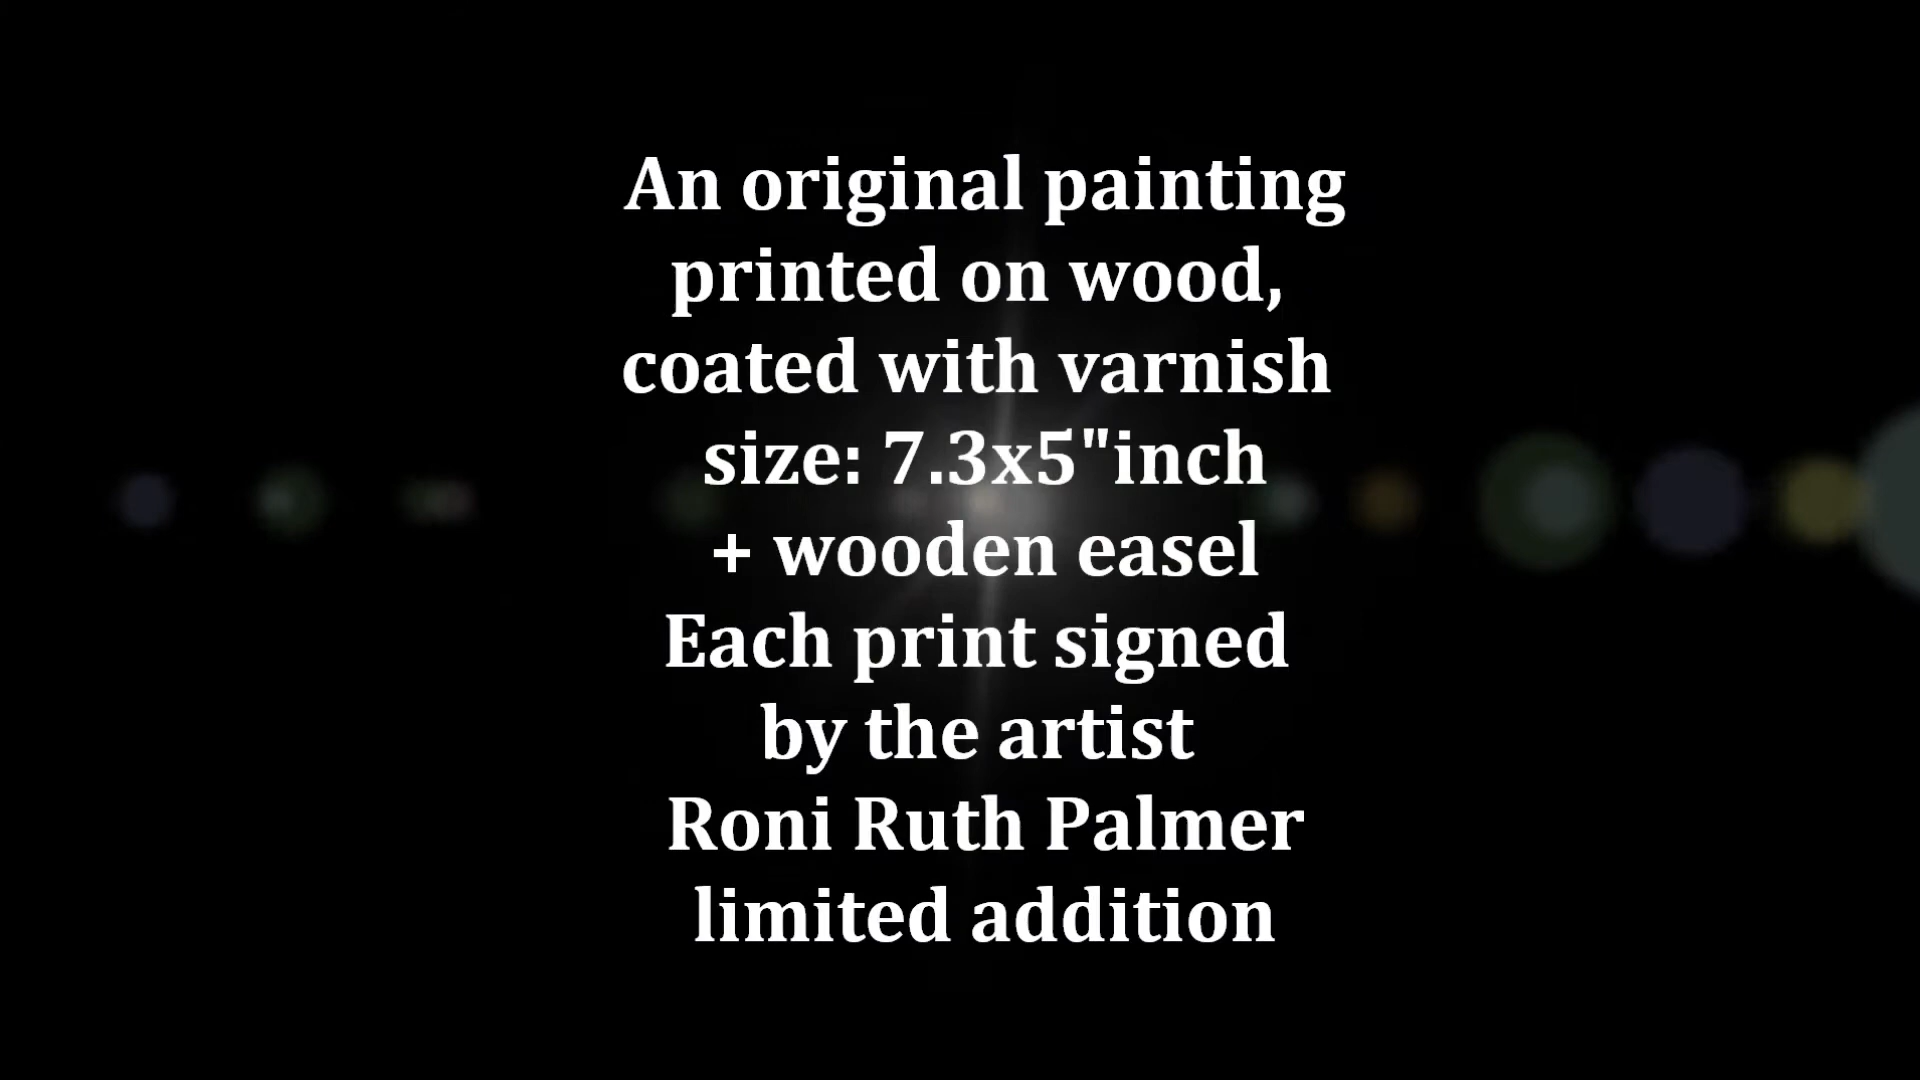 An original painting
printed on wood,
coated with varnish
size: 7.3x5"inch
+ wooden easel
Each print signed
by the artist
Roni Ruth Palmer
limited addition